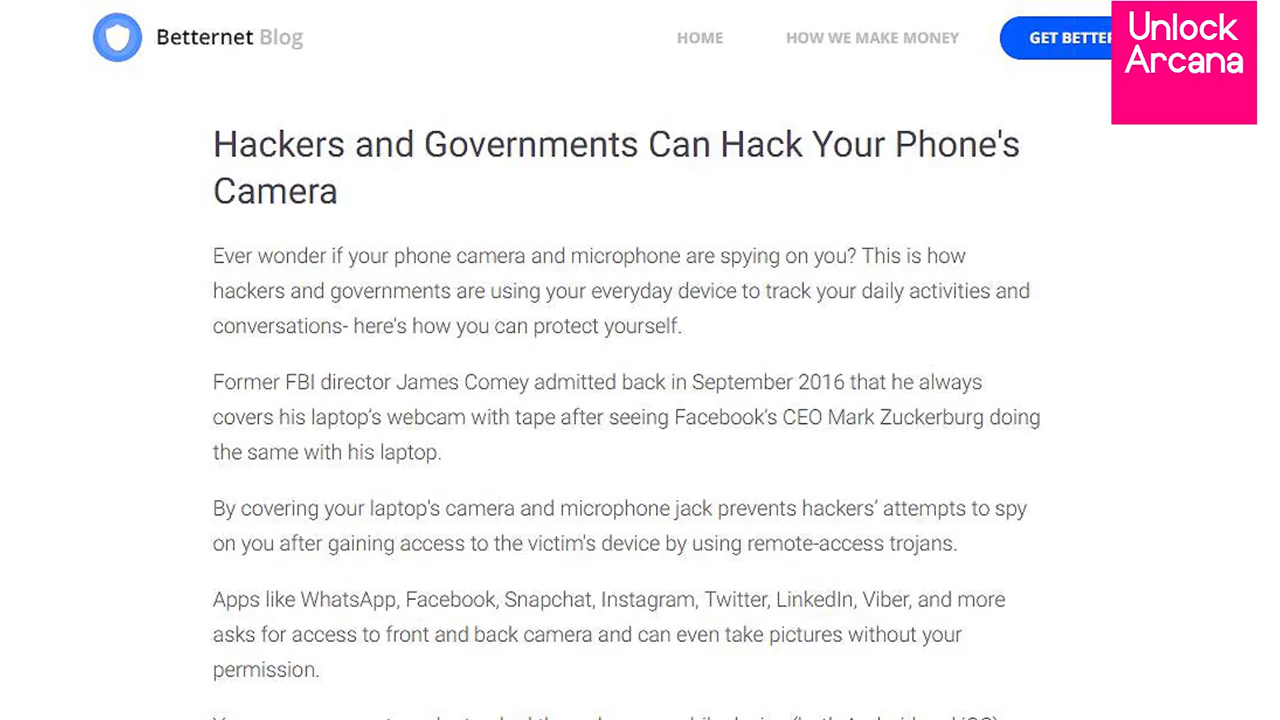 Betternet Blog
HOME
HOW WE MAKE MONEY
GET BETTER
Unlock
Arcana
Hackers and Governments Can Hack Your Phone's
Camera
Ever wonder if your phone camera and microphone are spying on you? This is how
hackers and governments are using your everyday device to track your daily activities and
conversations- here's how you can protect yourself.
Former FBI director James Comey admitted back in September 2016 that he always
covers his laptop’s webcam with tape after seeing Facebook’s CEO Mark Zuckerburg doing
the same with his laptop.
By covering your laptop's camera and microphone jack prevents hackers’ attempts to spy
on you after gaining access to the victim's device by using remote-access trojans.
Apps like WhatsApp, Facebook, Snapchat, Instagram, Twitter, LinkedIn, Viber, and more
asks for access to front and back camera and can even take pictures without your
permission.